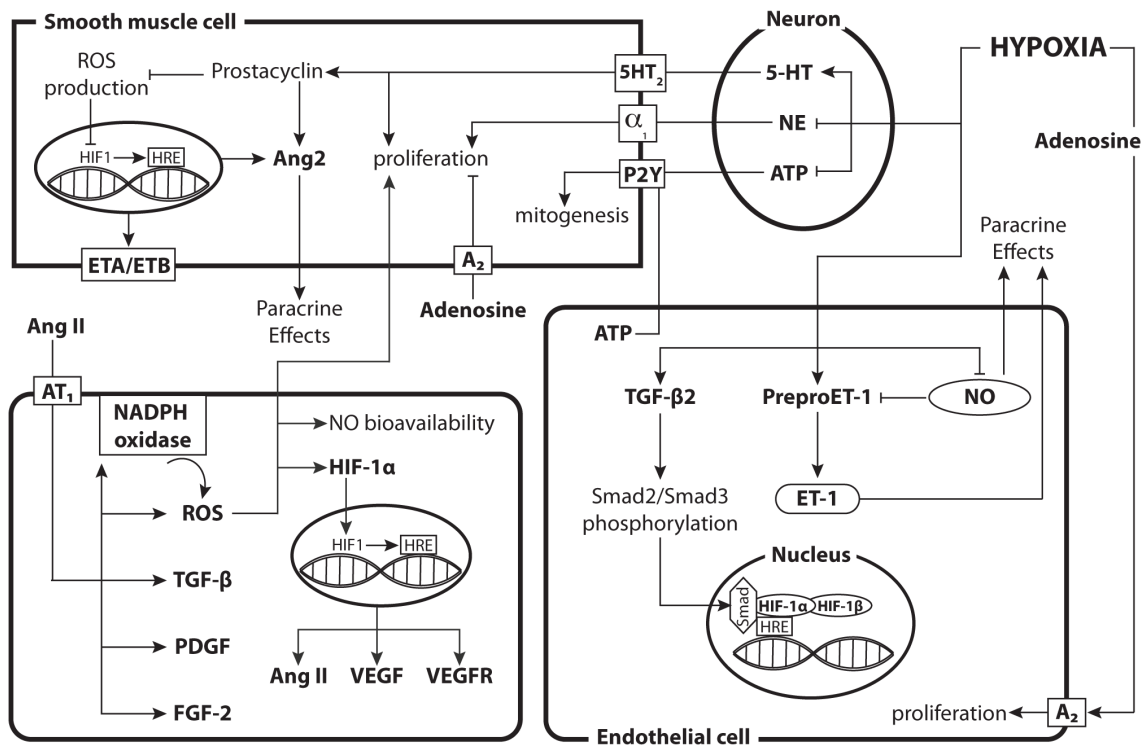 Smooth muscle cell
Neuron
HYPOXIA
ROS
production
Prostacyclin
5HT2
5-HT
α1
NE
Adenosine
HIF1
HRE
Ang2
proliferation
P2Y
ATP
mitogenesis
Paracrine
Effects
ETA/ETB
A2
Adenosine
Paracrine
Effects
Ang II
ATP
AT1
NADPH
oxidase
NO bioavailability
TGF-β2
PreproET-1
NO
HIF-1α
ROS
Smad2/Smad3
phosphorylation
ET-1
HIF1
HRE
Nucleus
TGF-β
Smad
HIF-1α
HIF-1β
HRE
PDGF
Ang II
VEGF
VEGFR
FGF-2
proliferation
A2
Endothelial cell